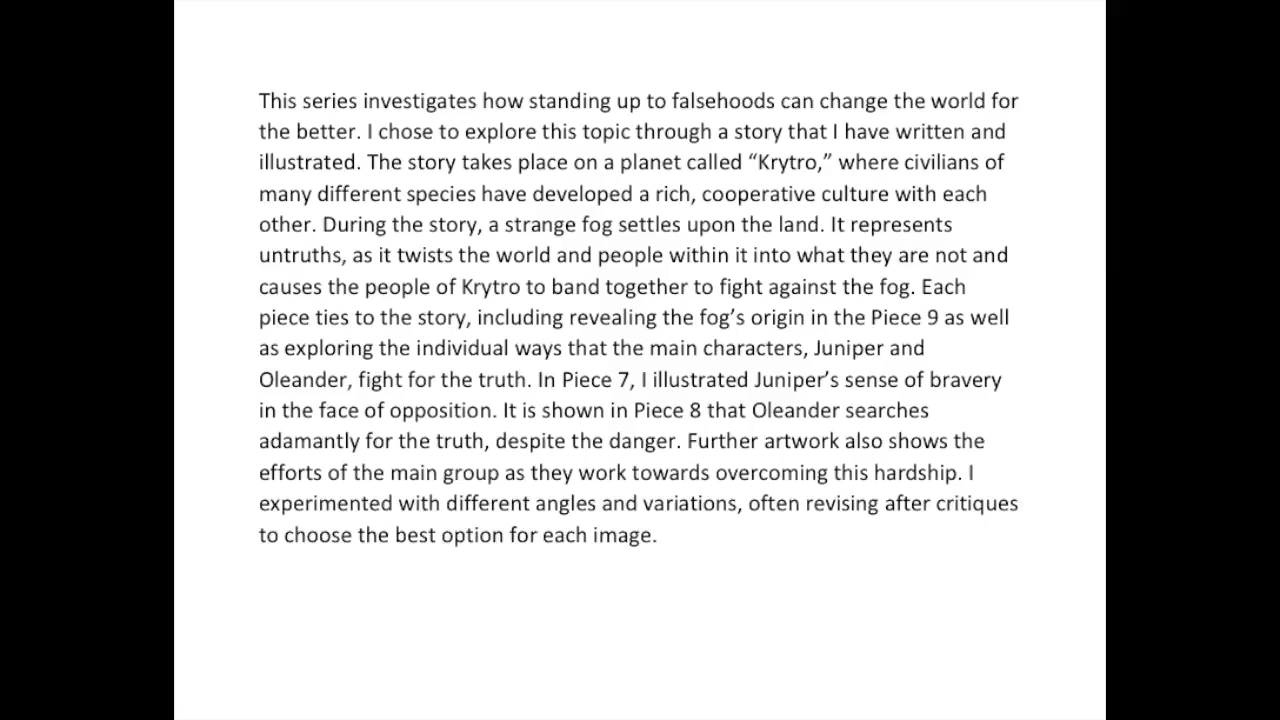 This series investigates how standing up to falsehoods can change the world for
the better. I chose to explore this topic through a story that I have written and
illustrated. The story takes place on a planet called “Krytro,” where civilians of
many different species have developed a rich, cooperative culture with each
other. During the story, a strange fog settles upon the land. It represents
untruths, as it twists the world and people within it into what they are not and
causes the people of Krytro to band together to fight against the fog. Each
piece ties to the story, including revealing the fog’s origin in the Piece 9 as well
as exploring the individual ways that the main characters, Juniper and
Oleander, fight for the truth. In Piece 7, I illustrated Juniper’s sense of bravery
in the face of opposition. It is shown in Piece 8 that Oleander searches
adamantly for the truth, despite the danger. Further artwork also shows the
efforts of the main group as they work towards overcoming this hardship. I
experimented with different angles and variations, often revising after critiques
to choose the best option for each image.